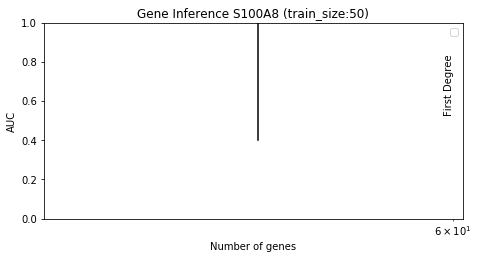 Gene Inference S100A8 (train_size:50)
1.0
0.8
0.6
0.4
0.2
0.0
AUC
First Degree
6 × 10¹
Number of genes